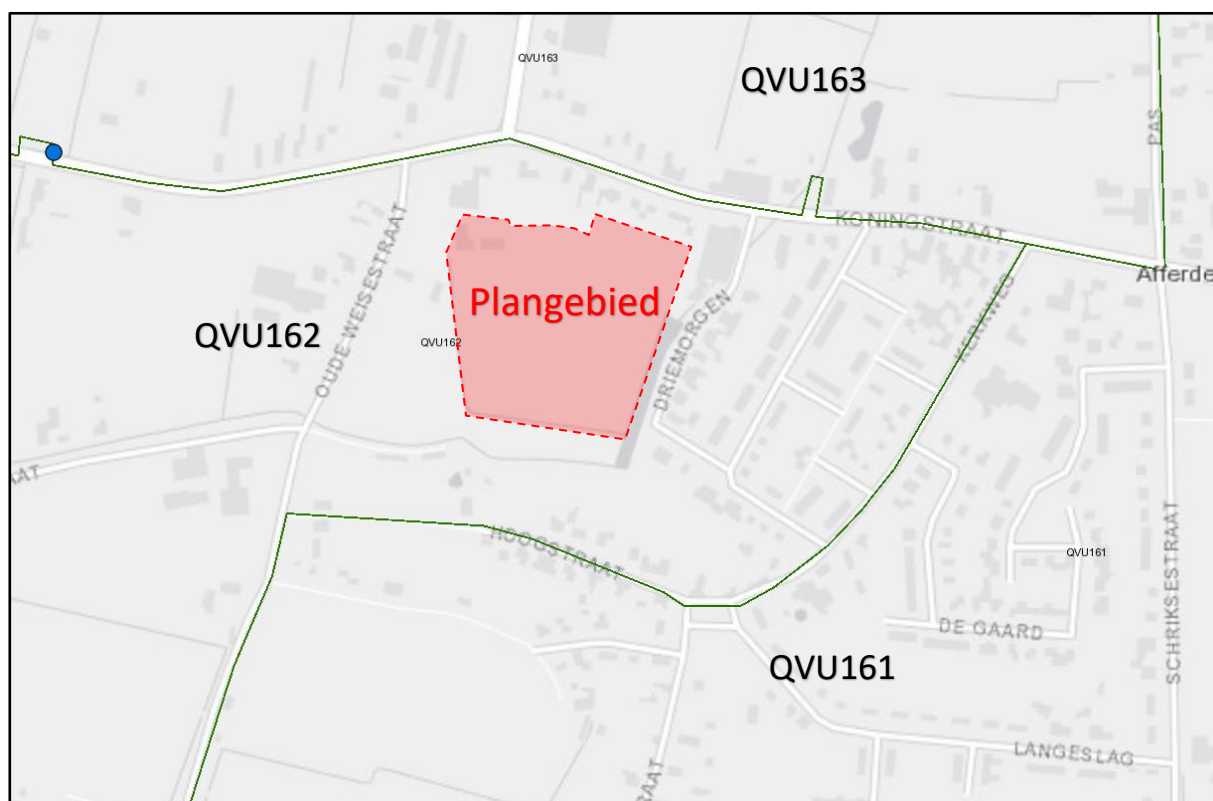 QVU163
QVU163
PAS
KONINGSTRAAT
Afferde
OUDE WEISESTRAAT
Plangebied
QVU162
QVU162
DRIEMORGEN
KERKWEG
AAT
HOOGSTRAAT
QVU161
SCHRIKSESTRAAT
DE GAARD
QVU161
LANGESLAG
RAAT